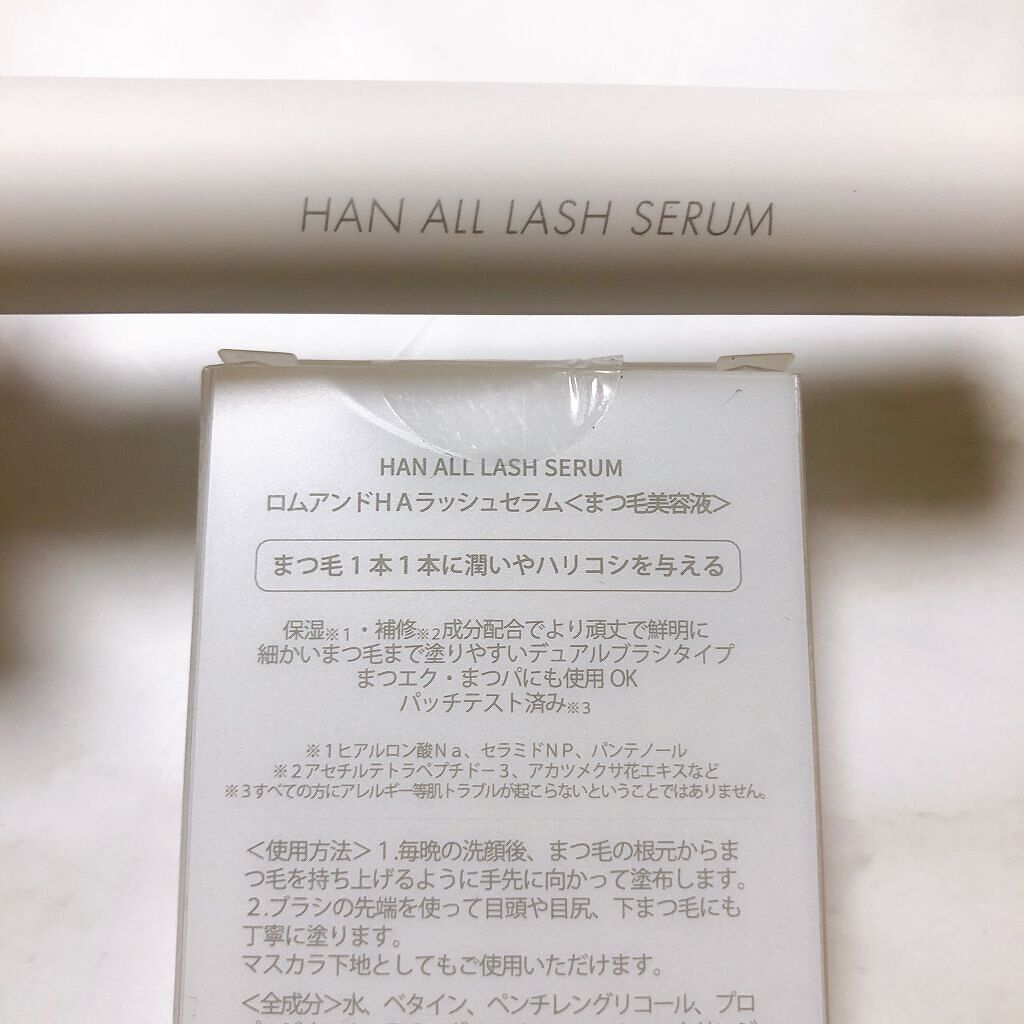 HAN ALL LASH SERUM
HAN ALL LASH SERUM
ロムアンドHAラッシュセラム<まつ毛美容液>
まつ毛1本1本に潤いやハリコシを与える
保湿※1・補修※2成分配合でより頑丈で鮮明に
細かいまつ毛まで塗りやすいデュアルブラシタイプ
まつエク・まつパにも使用OK
パッチテスト済み※3
※1ヒアルロン酸Na、セラミドNP、パンテノール
※2アセチルテトラペプチド-3、アカツメクサ花エキスなど
※3すべての方にアレルギー等肌トラブルが起こらないということではありません。
<使用方法>1.毎晩の洗顔後、まつ毛の根元からま
つ毛を持ち上げるように手先に向かって塗布します。
2.ブラシの先端を使って目頭や目尻、下まつ毛にも
丁寧に塗ります。
マスカラ下地としてもご使用いただけます。
<全成分>水、ベタイン、ペンチレングリコール、プロ